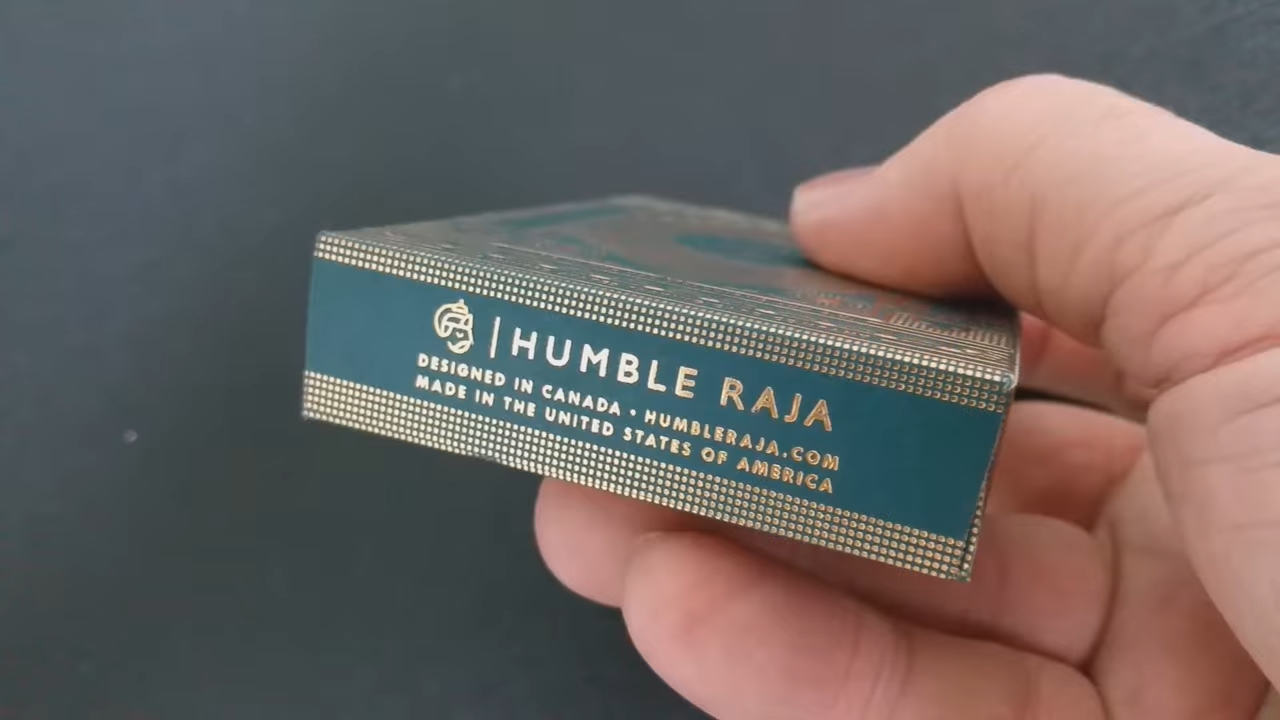 HUMBLE RAJA
DESIGNED IN CANADA • HUMBLERAJA.COM
MADE IN THE UNITED STATES OF AMERICA